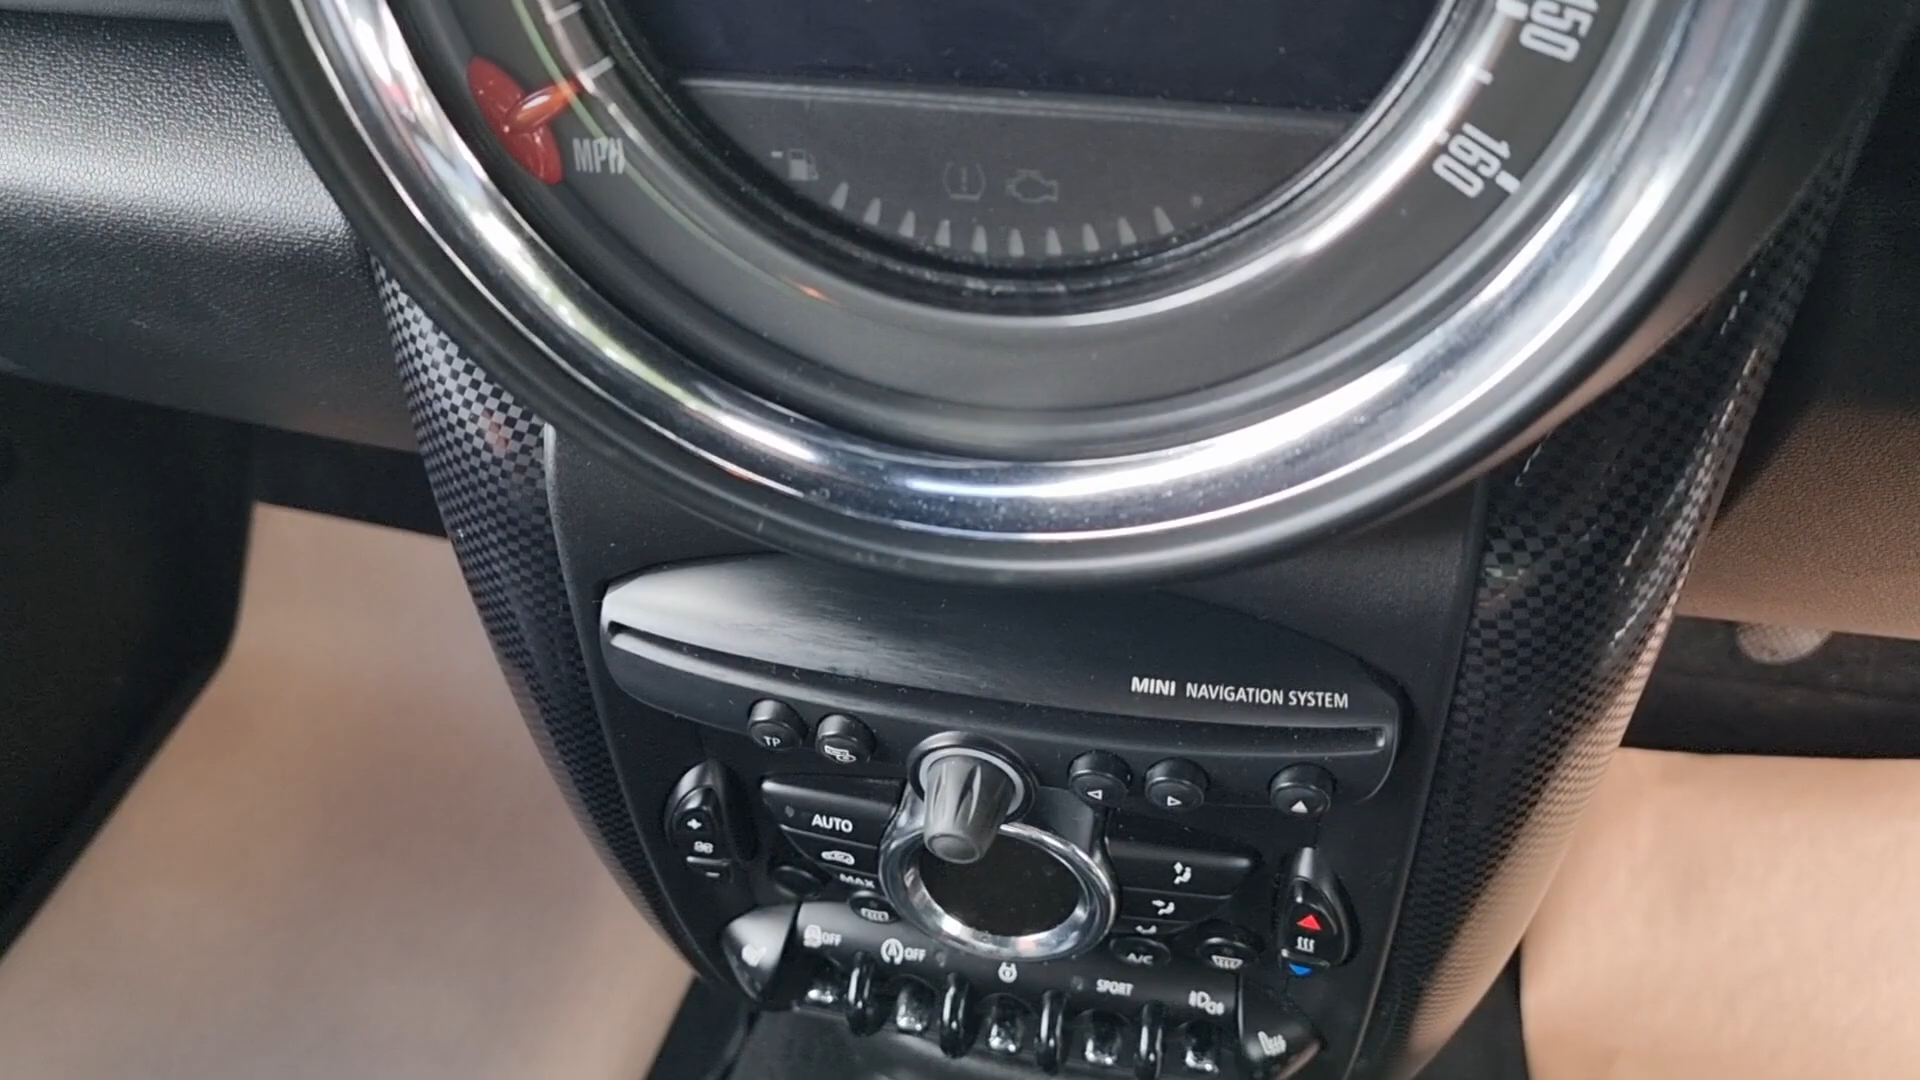 150
160
MPH
MINI NAVIGATION SYSTEM
TP
AUTO
MAX
A/C
OFF
OFF
SPORT